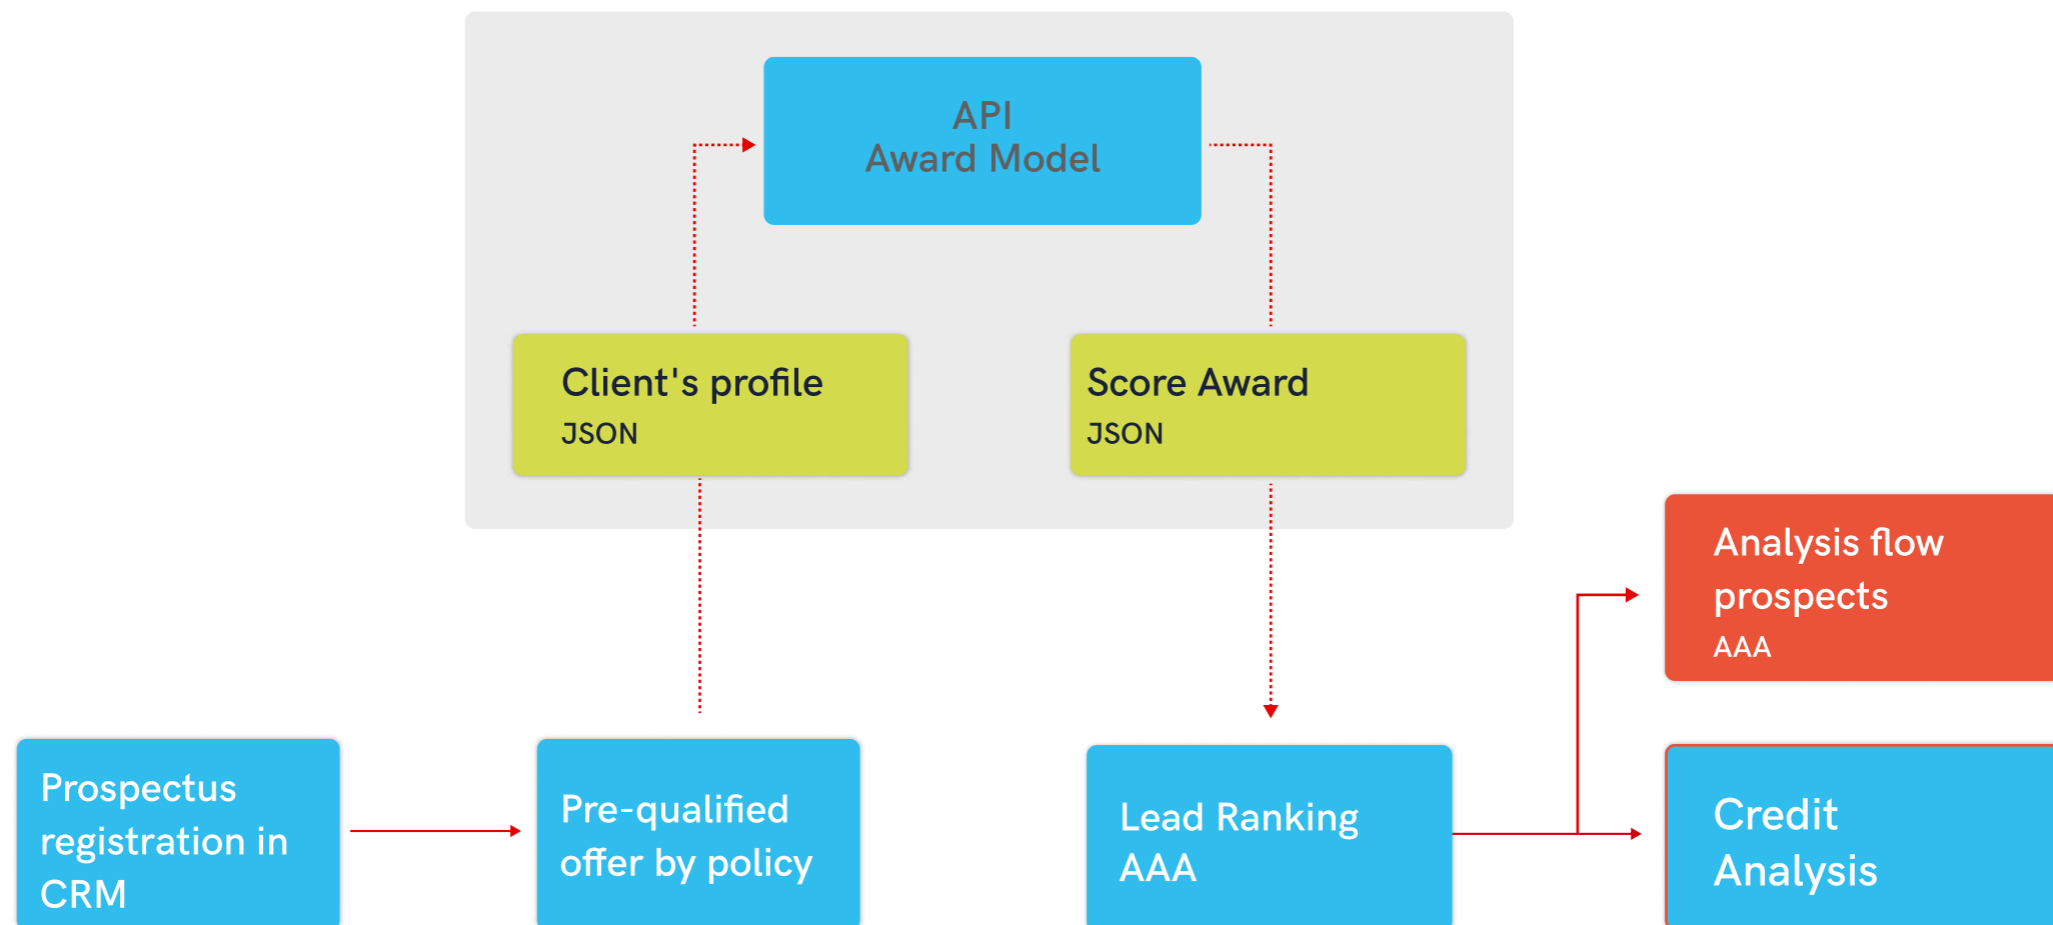 API
Award Model
Client's profile
JSON
Score Award
JSON
Analysis flow
prospects
AAA
Prospectus
registration in
CRM
Pre-qualified
offer by policy
Lead Ranking
AAA
Credit
Analysis